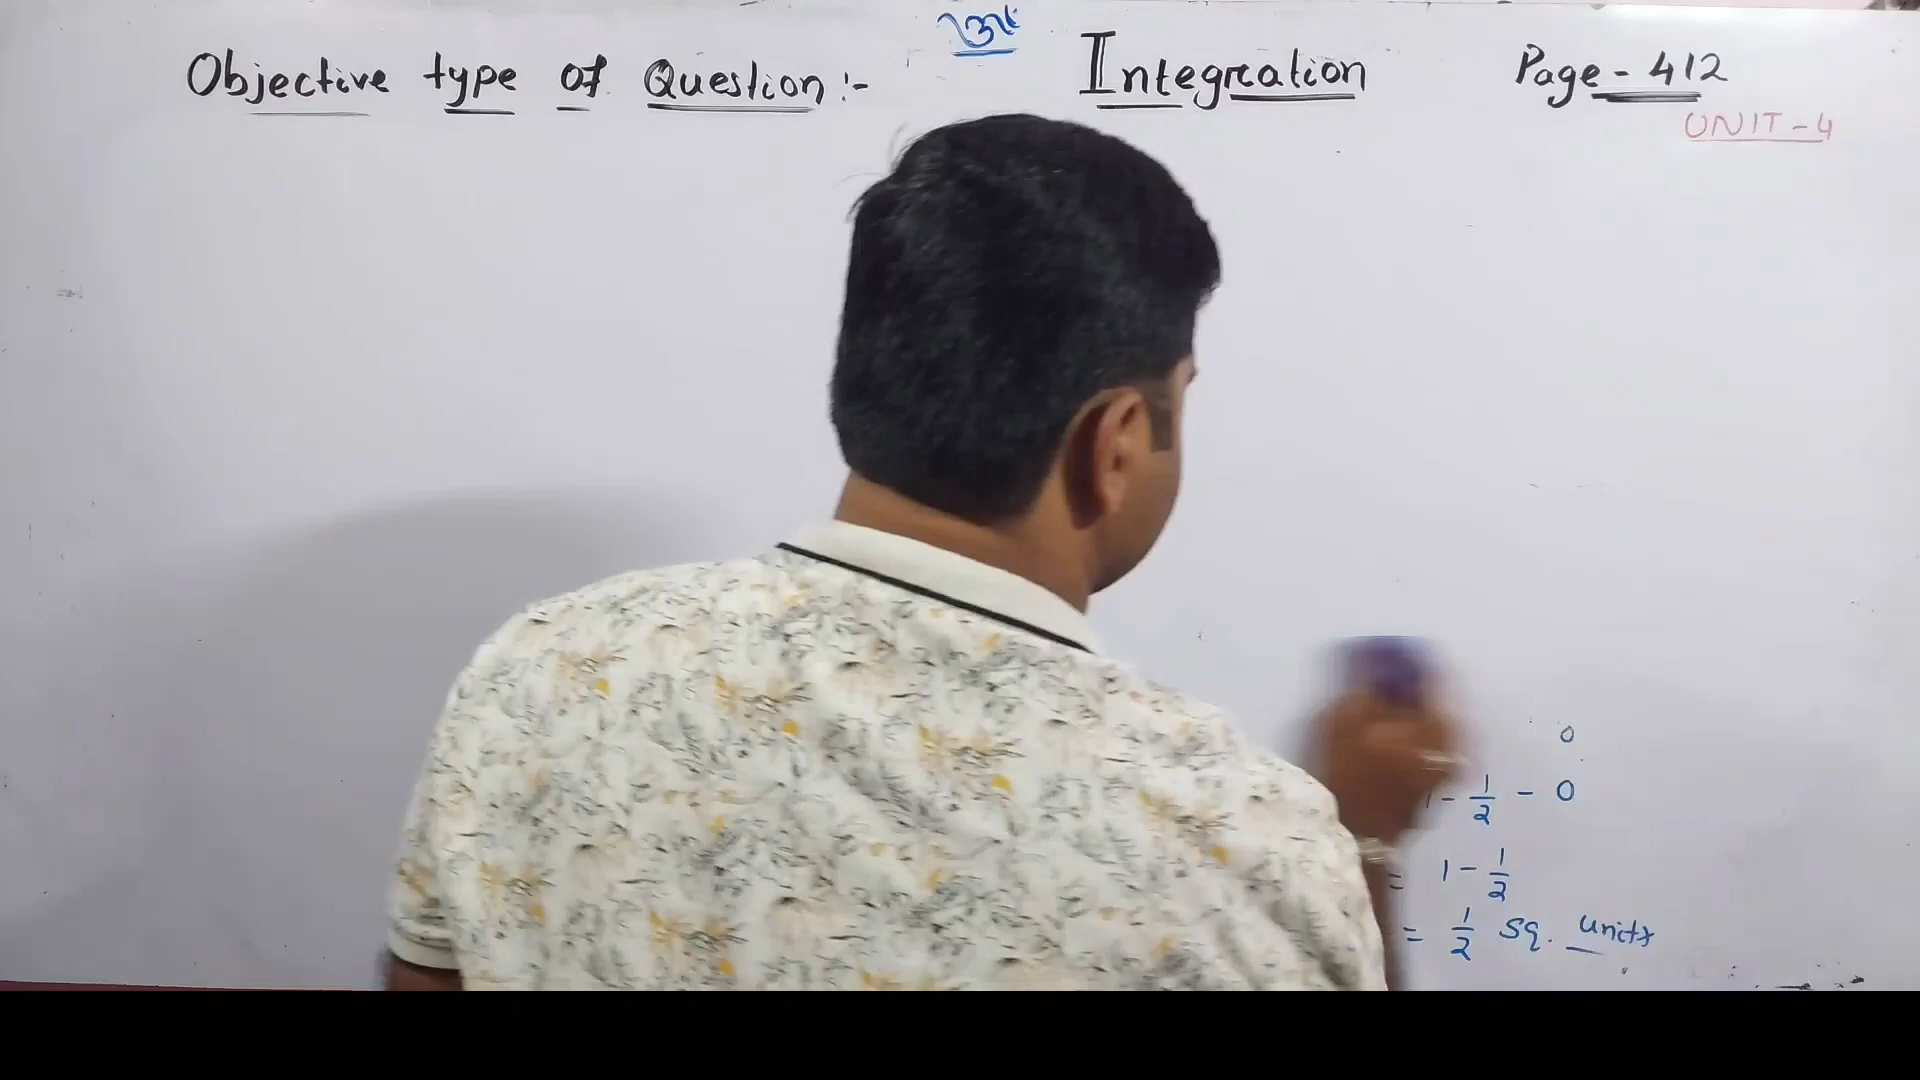 Objective type of Question :- Integration Page - 412
UNIT - 4
0
1 - 1/2 - 0
= 1 - 1/2
= 1/2 sq. units